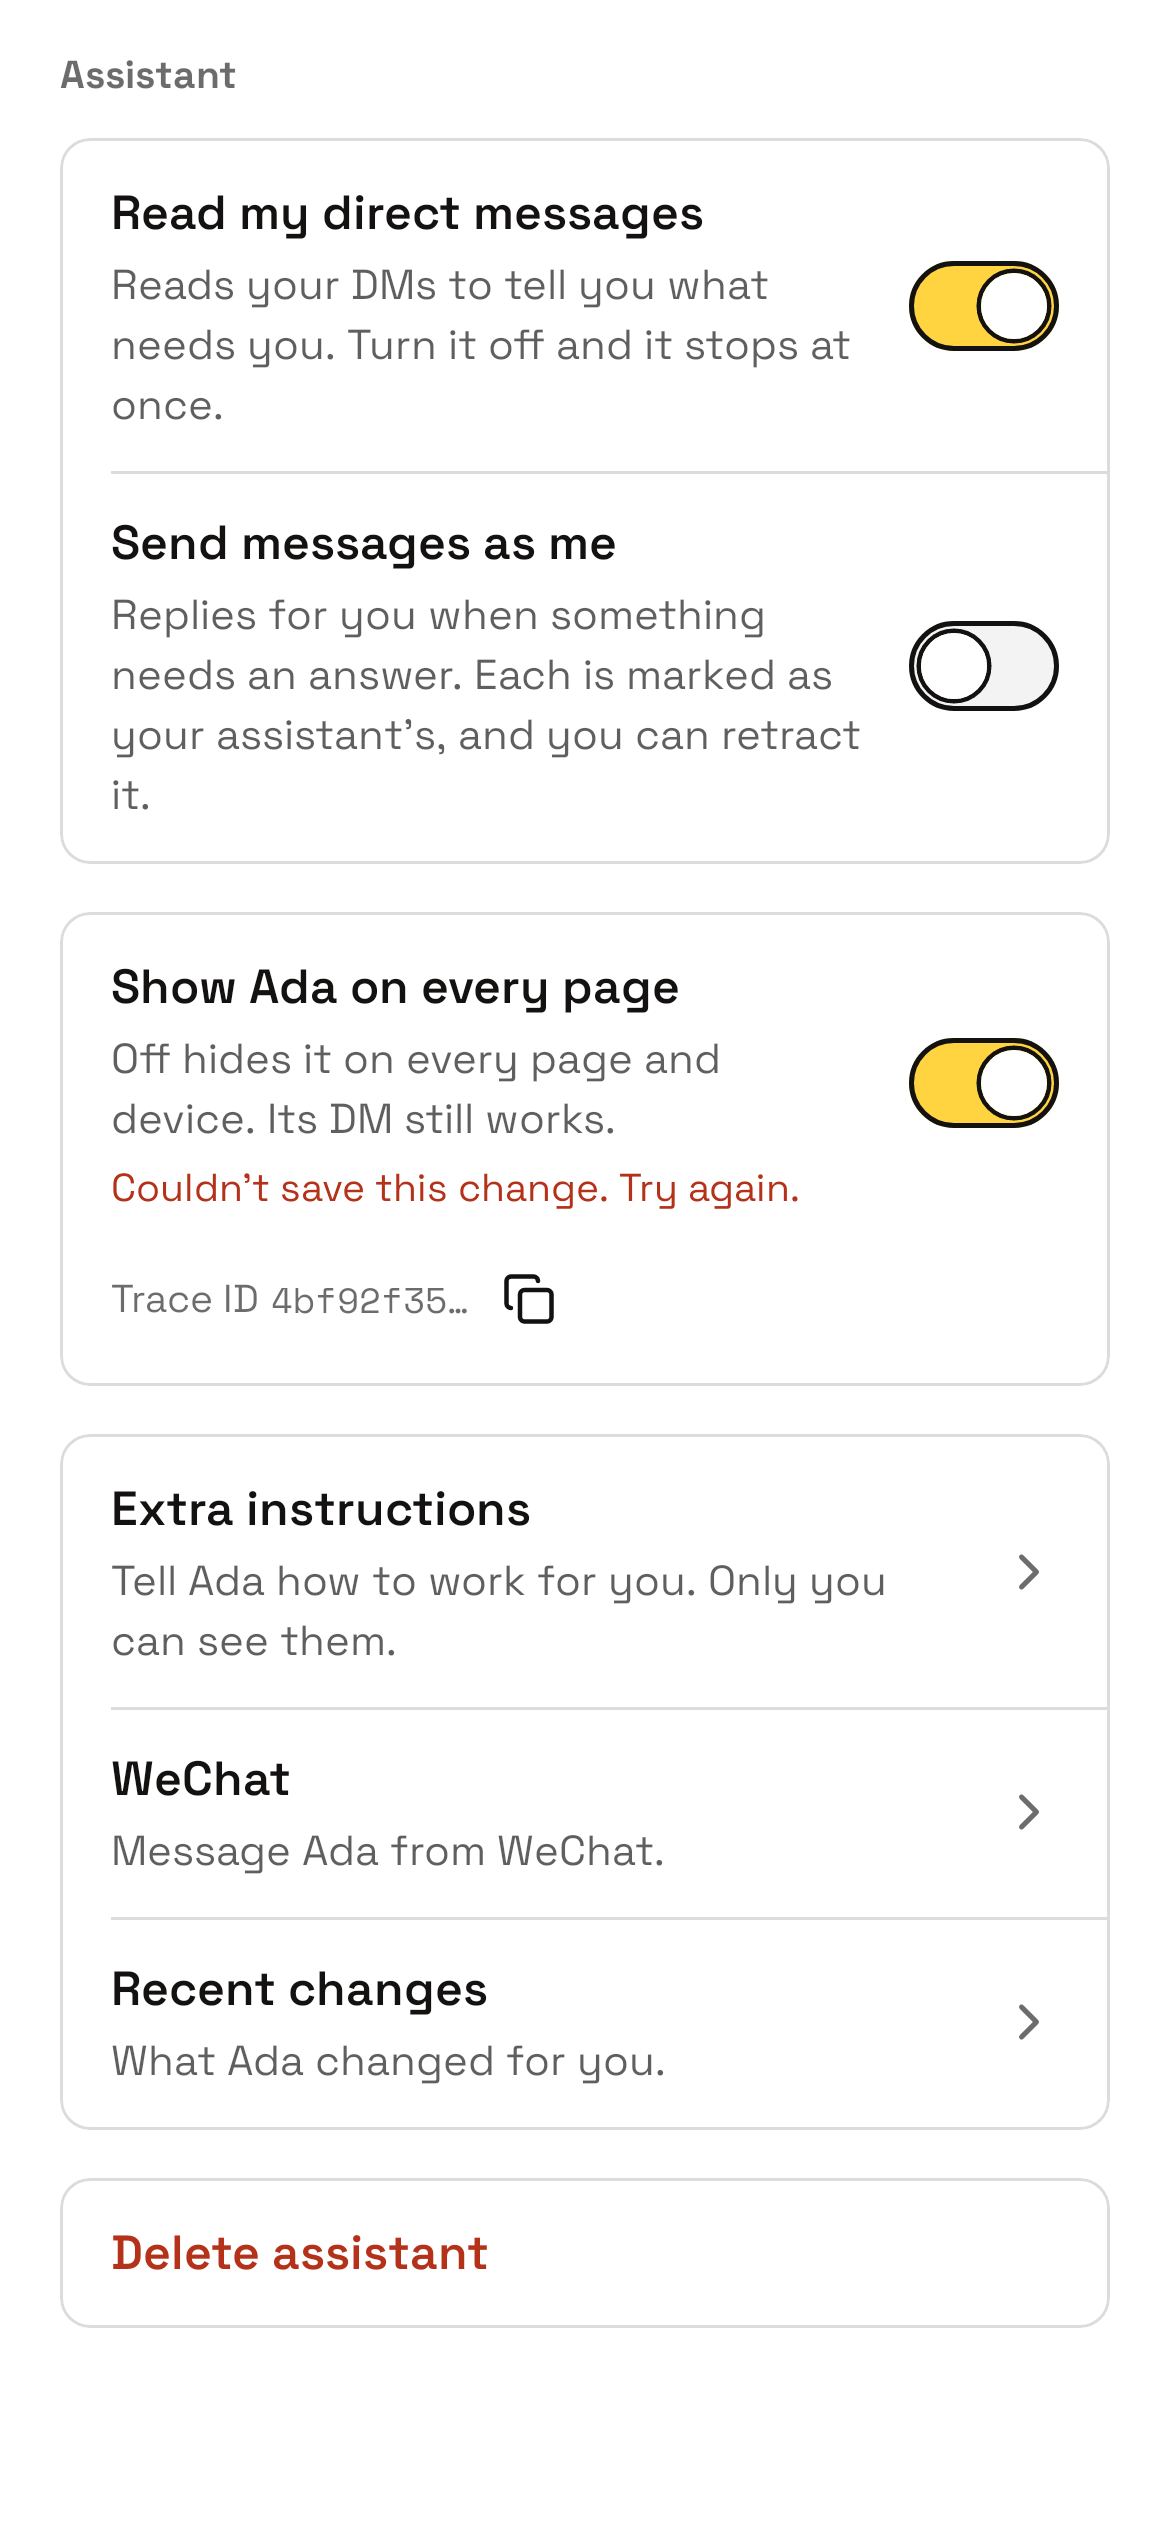 Assistant
Read my direct messages
Reads your DMs to tell you what
needs you. Turn it off and it stops at
once.
Send messages as me
Replies for you when something
needs an answer. Each is marked as
your assistant’s, and you can retract
it.
Show Ada on every page
Off hides it on every page and
device. Its DM still works.
Couldn’t save this change. Try again.
Trace ID 4bf92f35…
Extra instructions
Tell Ada how to work for you. Only you
can see them.
WeChat
Message Ada from WeChat.
Recent changes
What Ada changed for you.
Delete assistant